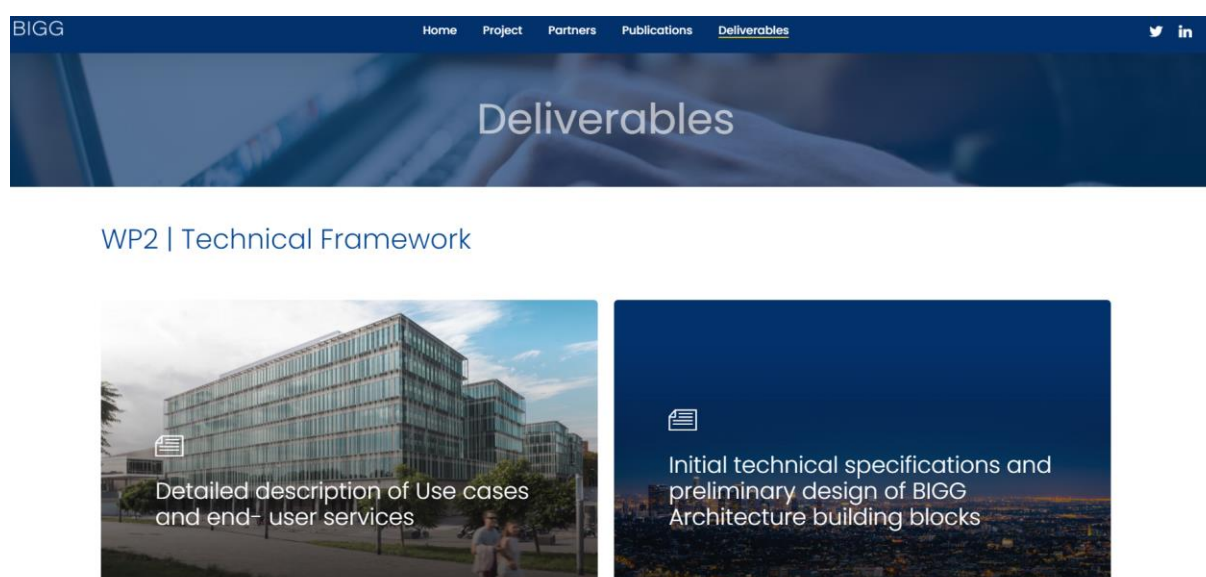 BIGG
Home Project Partners Publications Deliverables
Deliverables
WP2 | Technical Framework
Detailed description of Use cases
and end- user services
Initial technical specifications and
preliminary design of BIGG
Architecture building blocks